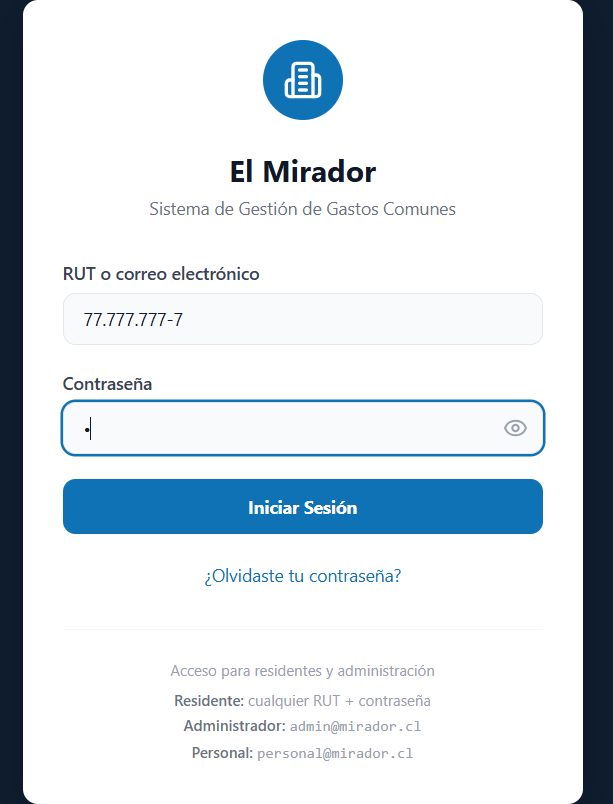 El Mirador
Sistema de Gestión de Gastos Comunes
RUT o correo electrónico
77.777.777-7
Contraseña
•
Iniciar Sesión
¿Olvidaste tu contraseña?
Acceso para residentes y administración
Residente: cualquier RUT + contraseña
Administrador: admin@mirador.cl
Personal: personal@mirador.cl